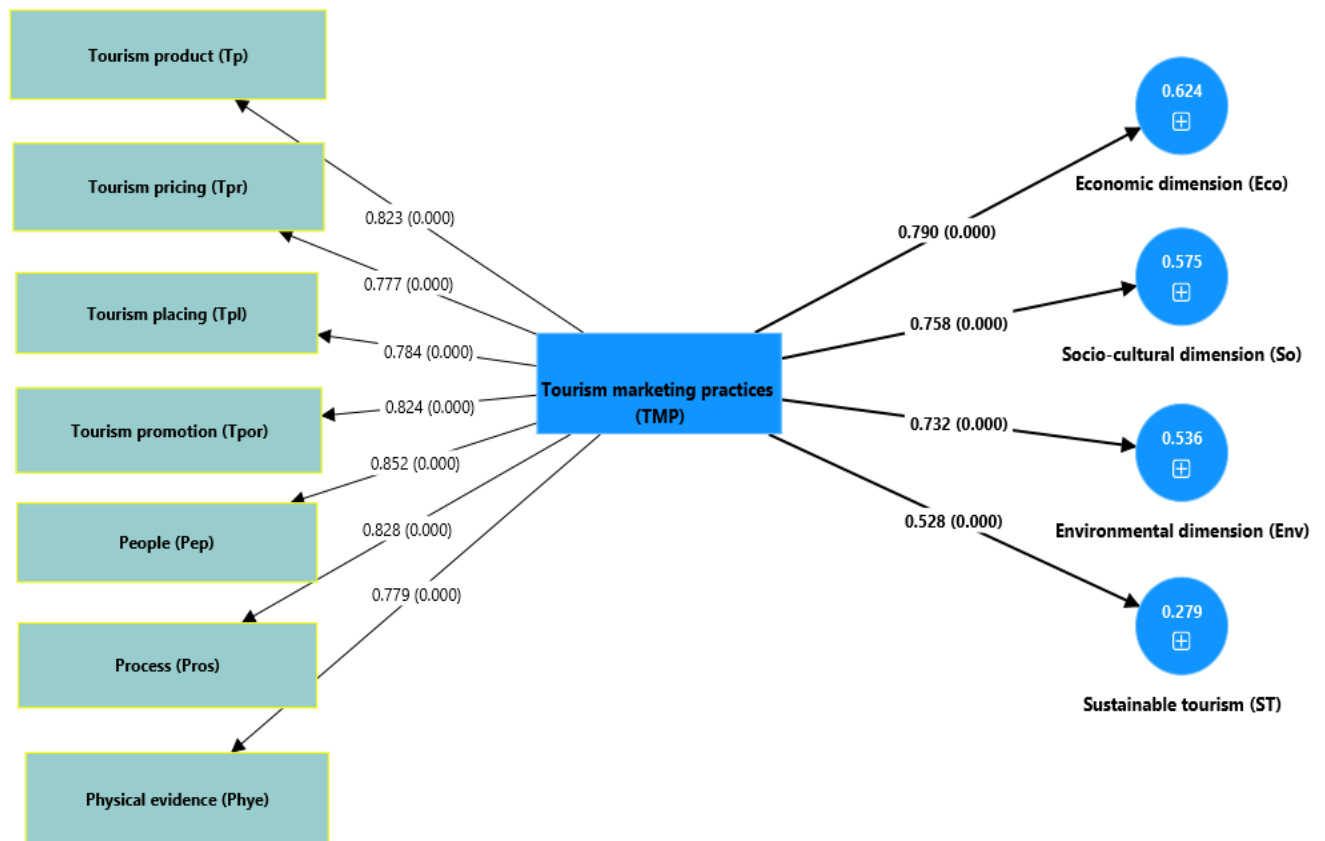 Tourism product (Tp)
Tourism pricing (Tpr)
Tourism placing (Tpl)
Tourism promotion (Tpor)
People (Pep)
Process (Pros)
Physical evidence (Phye)
0.823 (0.000)
0.777 (0.000)
0.784 (0.000)
0.824 (0.000)
0.852 (0.000)
0.828 (0.000)
0.779 (0.000)
Tourism marketing practices
(TMP)
0.790 (0.000)
0.758 (0.000)
0.732 (0.000)
0.528 (0.000)
0.624
Economic dimension (Eco)
0.575
Socio-cultural dimension (So)
0.536
Environmental dimension (Env)
0.279
Sustainable tourism (ST)